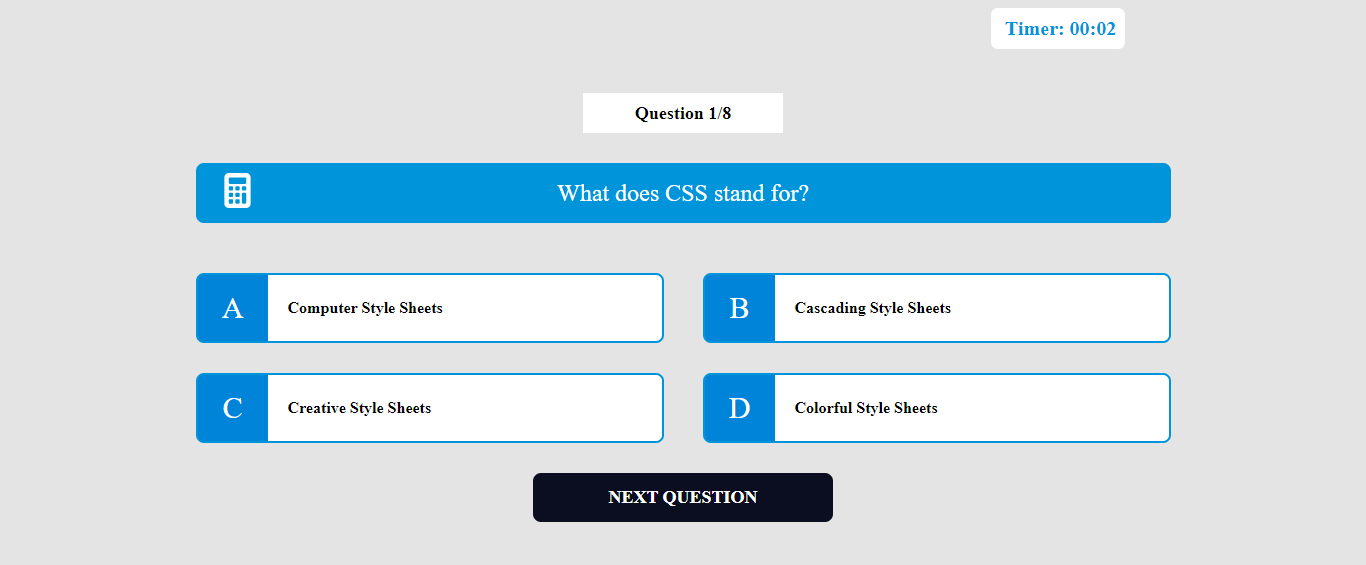 Timer: 00:02
Question 1/8
What does CSS stand for?
A Computer Style Sheets
B Cascading Style Sheets
C Creative Style Sheets
D Colorful Style Sheets
NEXT QUESTION